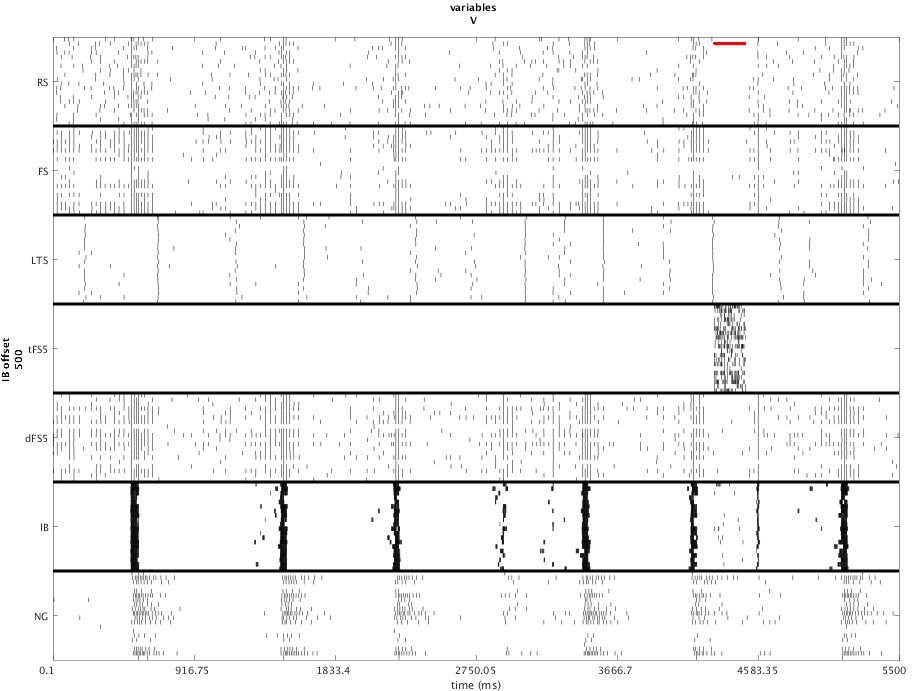 variables
V
RS
FS
LTS
tFS5
dFS5
IB
NG
IB offset
500
0.1 916.75 1833.4 2750.05 3666.7 4583.35 5500
time (ms)